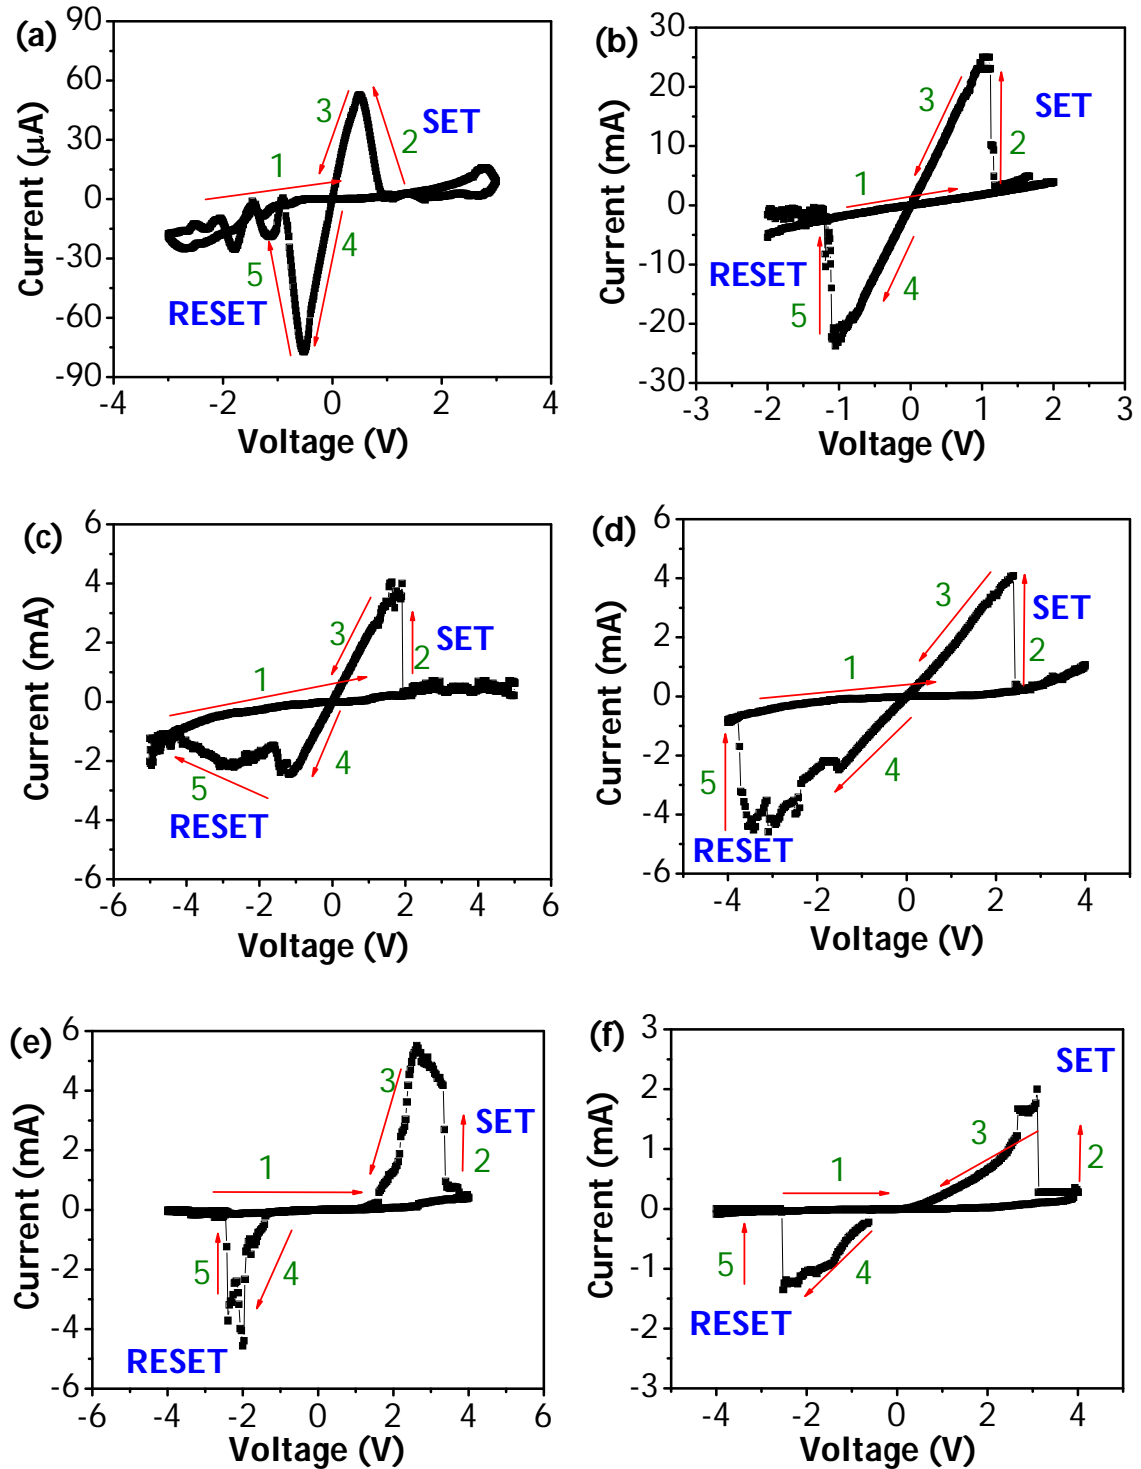 (a)
90
60
30
0
-30
-60
-90
Current (µA)
-4 -2 0 2 4
Voltage (V)
1
2
3
4
5
SET
RESET
(b)
30
20
10
0
-10
-20
-30
Current (mA)
-3 -2 -1 0 1 2 3
Voltage (V)
1
2
3
4
5
SET
RESET
(c)
6
4
2
0
-2
-4
-6
Current (mA)
-6 -4 -2 0 2 4 6
Voltage (V)
1
2
3
4
5
SET
RESET
(d)
6
4
2
0
-2
-4
-6
Current (mA)
-4 -2 0 2 4
Voltage (V)
1
2
3
4
5
SET
RESET
(e)
6
4
2
0
-2
-4
-6
Current (mA)
-6 -4 -2 0 2 4 6
Voltage (V)
1
2
3
4
5
SET
RESET
(f)
3
2
1
0
-1
-2
-3
Current (mA)
-4 -2 0 2 4
Voltage (V)
1
2
3
4
5
SET
RESET